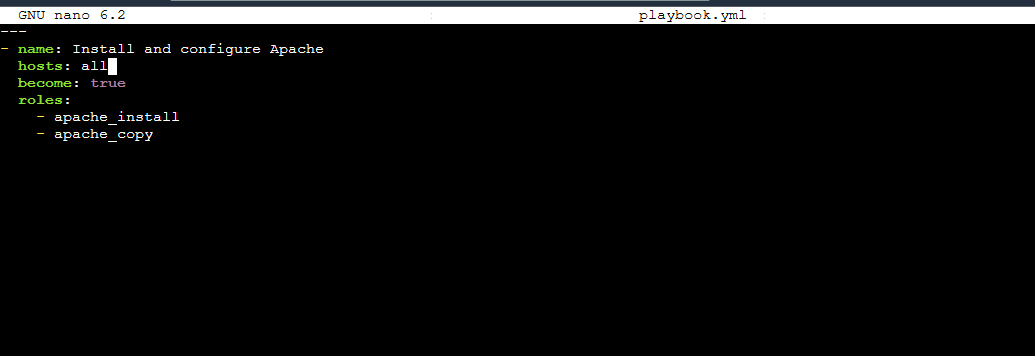 GNU nano 6.2 playbook.yml
---
- name: Install and configure Apache
  hosts: all
  become: true
  roles:
    - apache_install
    - apache_copy